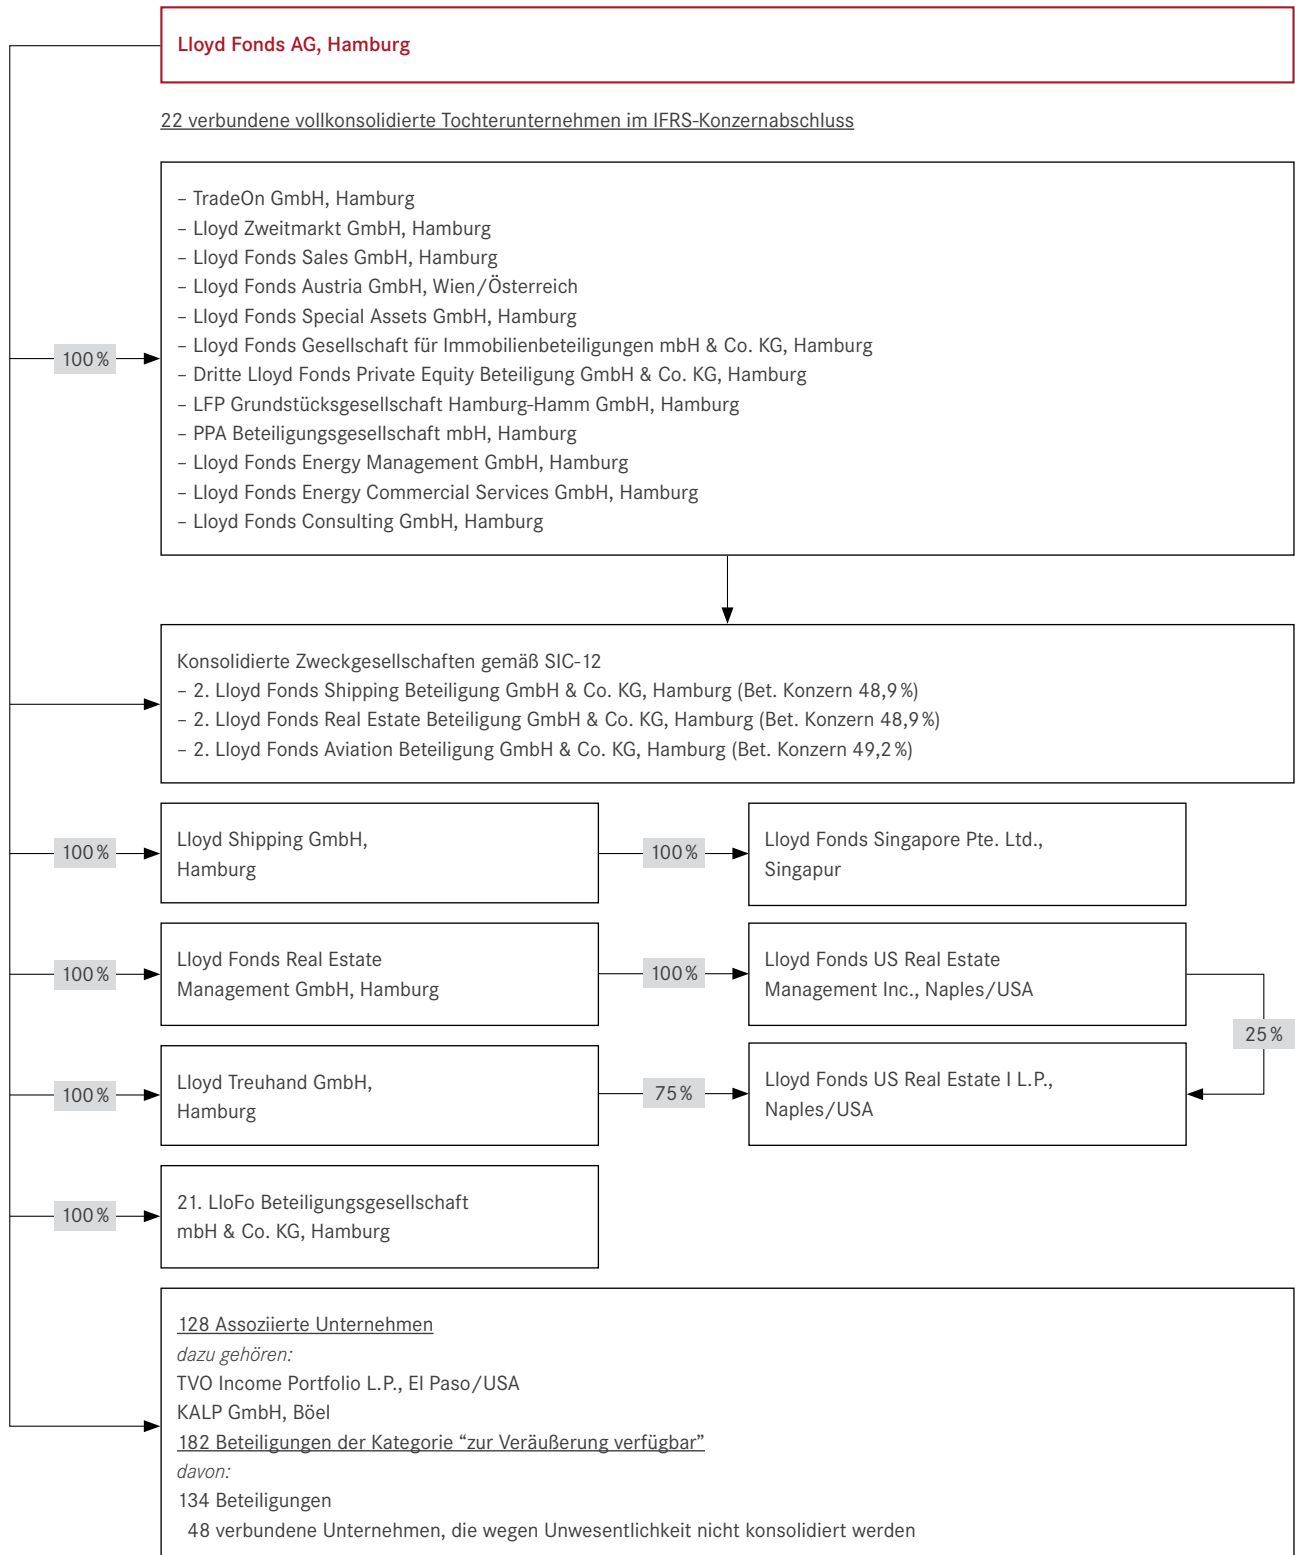 Lloyd Fonds AG, Hamburg
22 verbundene vollkonsolidierte Tochterunternehmen im IFRS-Konzernabschluss
– TradeOn GmbH, Hamburg
– Lloyd Zweitmarkt GmbH, Hamburg
– Lloyd Fonds Sales GmbH, Hamburg
– Lloyd Fonds Austria GmbH, Wien/Österreich
– Lloyd Fonds Special Assets GmbH, Hamburg
– Lloyd Fonds Gesellschaft für Immobilienbeteiligungen mbH & Co. KG, Hamburg
– Dritte Lloyd Fonds Private Equity Beteiligung GmbH & Co. KG, Hamburg
– LFP Grundstücksgesellschaft Hamburg-Hamm GmbH, Hamburg
– PPA Beteiligungsgesellschaft mbH, Hamburg
– Lloyd Fonds Energy Management GmbH, Hamburg
– Lloyd Fonds Energy Commercial Services GmbH, Hamburg
– Lloyd Fonds Consulting GmbH, Hamburg
100 %
Konsolidierte Zweckgesellschaften gemäß SIC-12
– 2. Lloyd Fonds Shipping Beteiligung GmbH & Co. KG, Hamburg (Bet. Konzern 48,9 %)
– 2. Lloyd Fonds Real Estate Beteiligung GmbH & Co. KG, Hamburg (Bet. Konzern 48,9 %)
– 2. Lloyd Fonds Aviation Beteiligung GmbH & Co. KG, Hamburg (Bet. Konzern 49,2 %)
100 %
Lloyd Shipping GmbH,
Hamburg
100 %
Lloyd Fonds Singapore Pte. Ltd.,
Singapur
100 %
Lloyd Fonds Real Estate
Management GmbH, Hamburg
100 %
Lloyd Fonds US Real Estate
Management Inc., Naples/USA
25 %
100 %
Lloyd Treuhand GmbH,
Hamburg
75 %
Lloyd Fonds US Real Estate I L.P.,
Naples/USA
100 %
21. LloFo Beteiligungsgesellschaft
mbH & Co. KG, Hamburg
128 Assoziierte Unternehmen
dazu gehören:
TVO Income Portfolio L.P., El Paso/USA
KALP GmbH, Böel
182 Beteiligungen der Kategorie “zur Veräußerung verfügbar”
davon:
134 Beteiligungen
48 verbundene Unternehmen, die wegen Unwesentlichkeit nicht konsolidiert werden